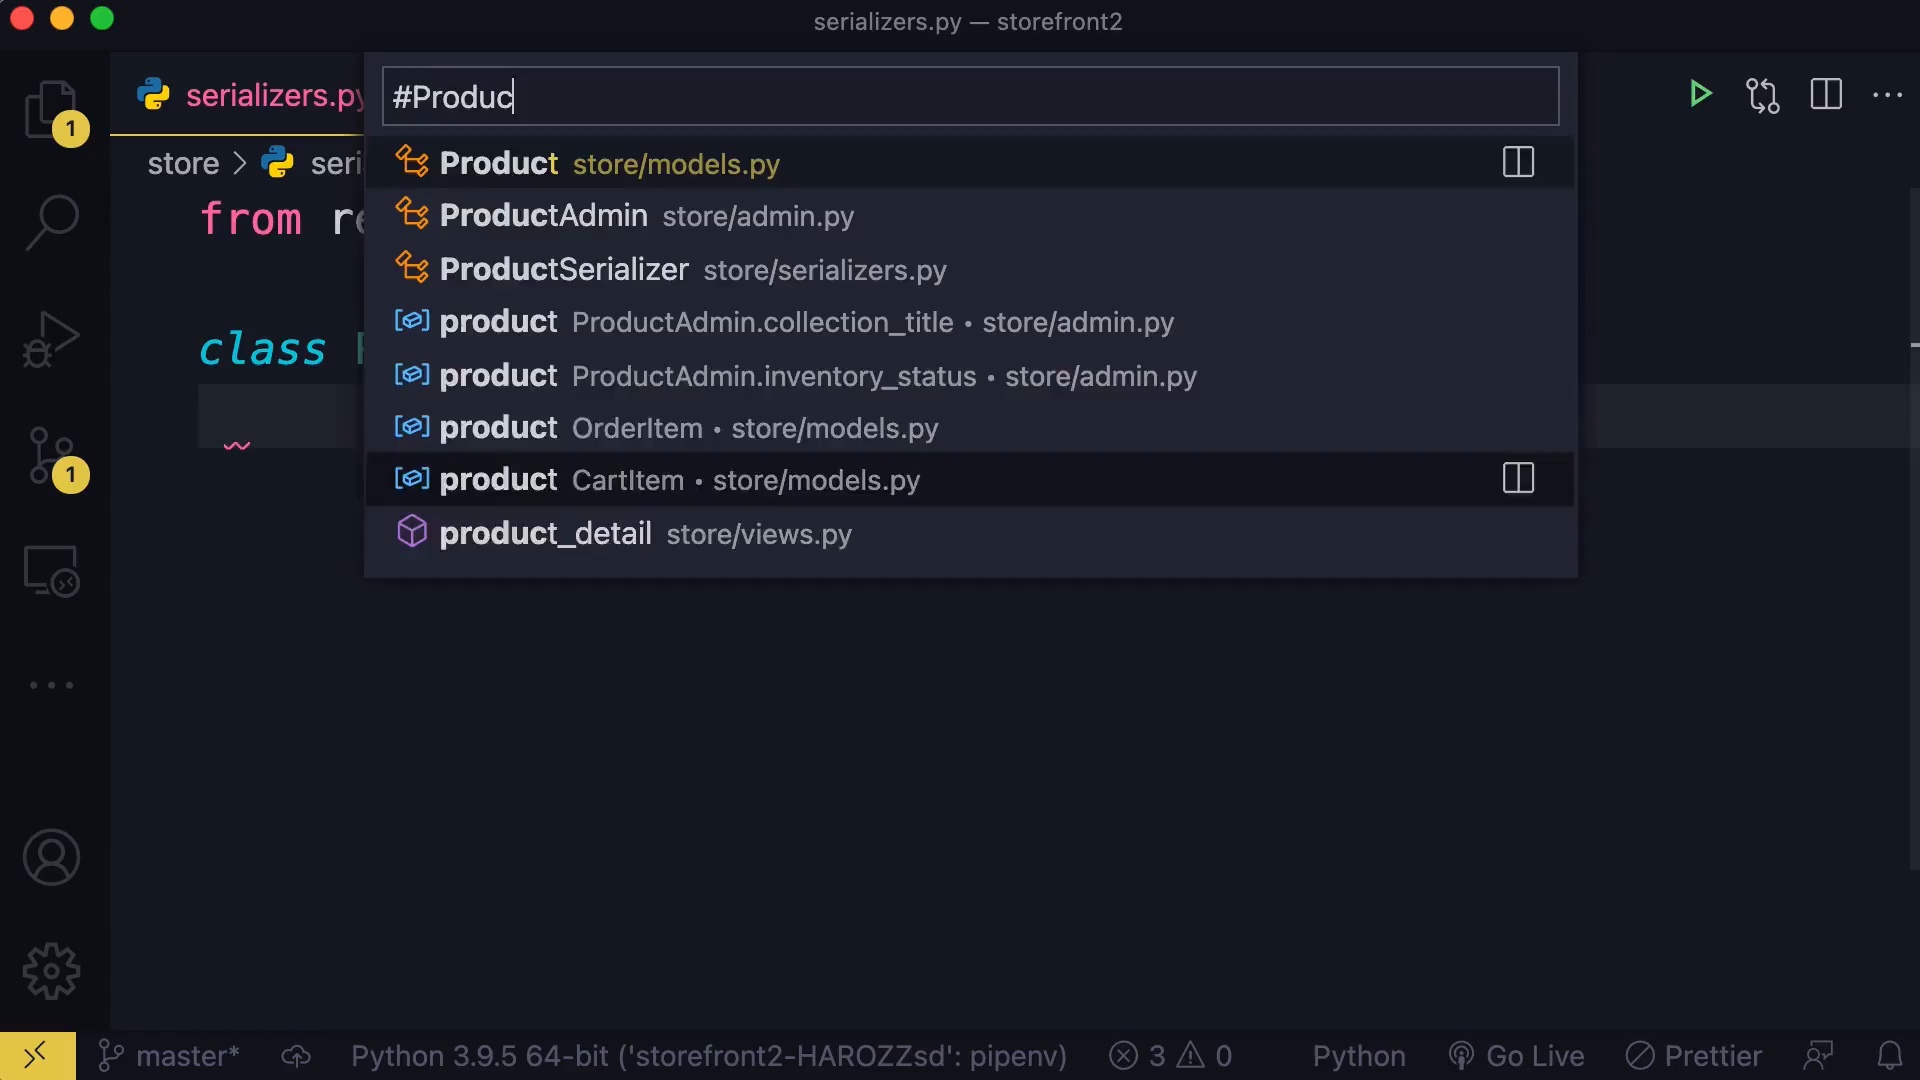 serializers.py — storefront2
serializers.py
#Produc
1
Product store/models.py
store > seri
ProductAdmin store/admin.py
from re
ProductSerializer store/serializers.py
product ProductAdmin.collection_title • store/admin.py
class
product ProductAdmin.inventory_status • store/admin.py
product OrderItem • store/models.py
product CartItem • store/models.py
1
product_detail store/views.py
master* Python 3.9.5 64-bit ('storefront2-HAROZZsd': pipenv) 3 0 Python Go Live Prettier